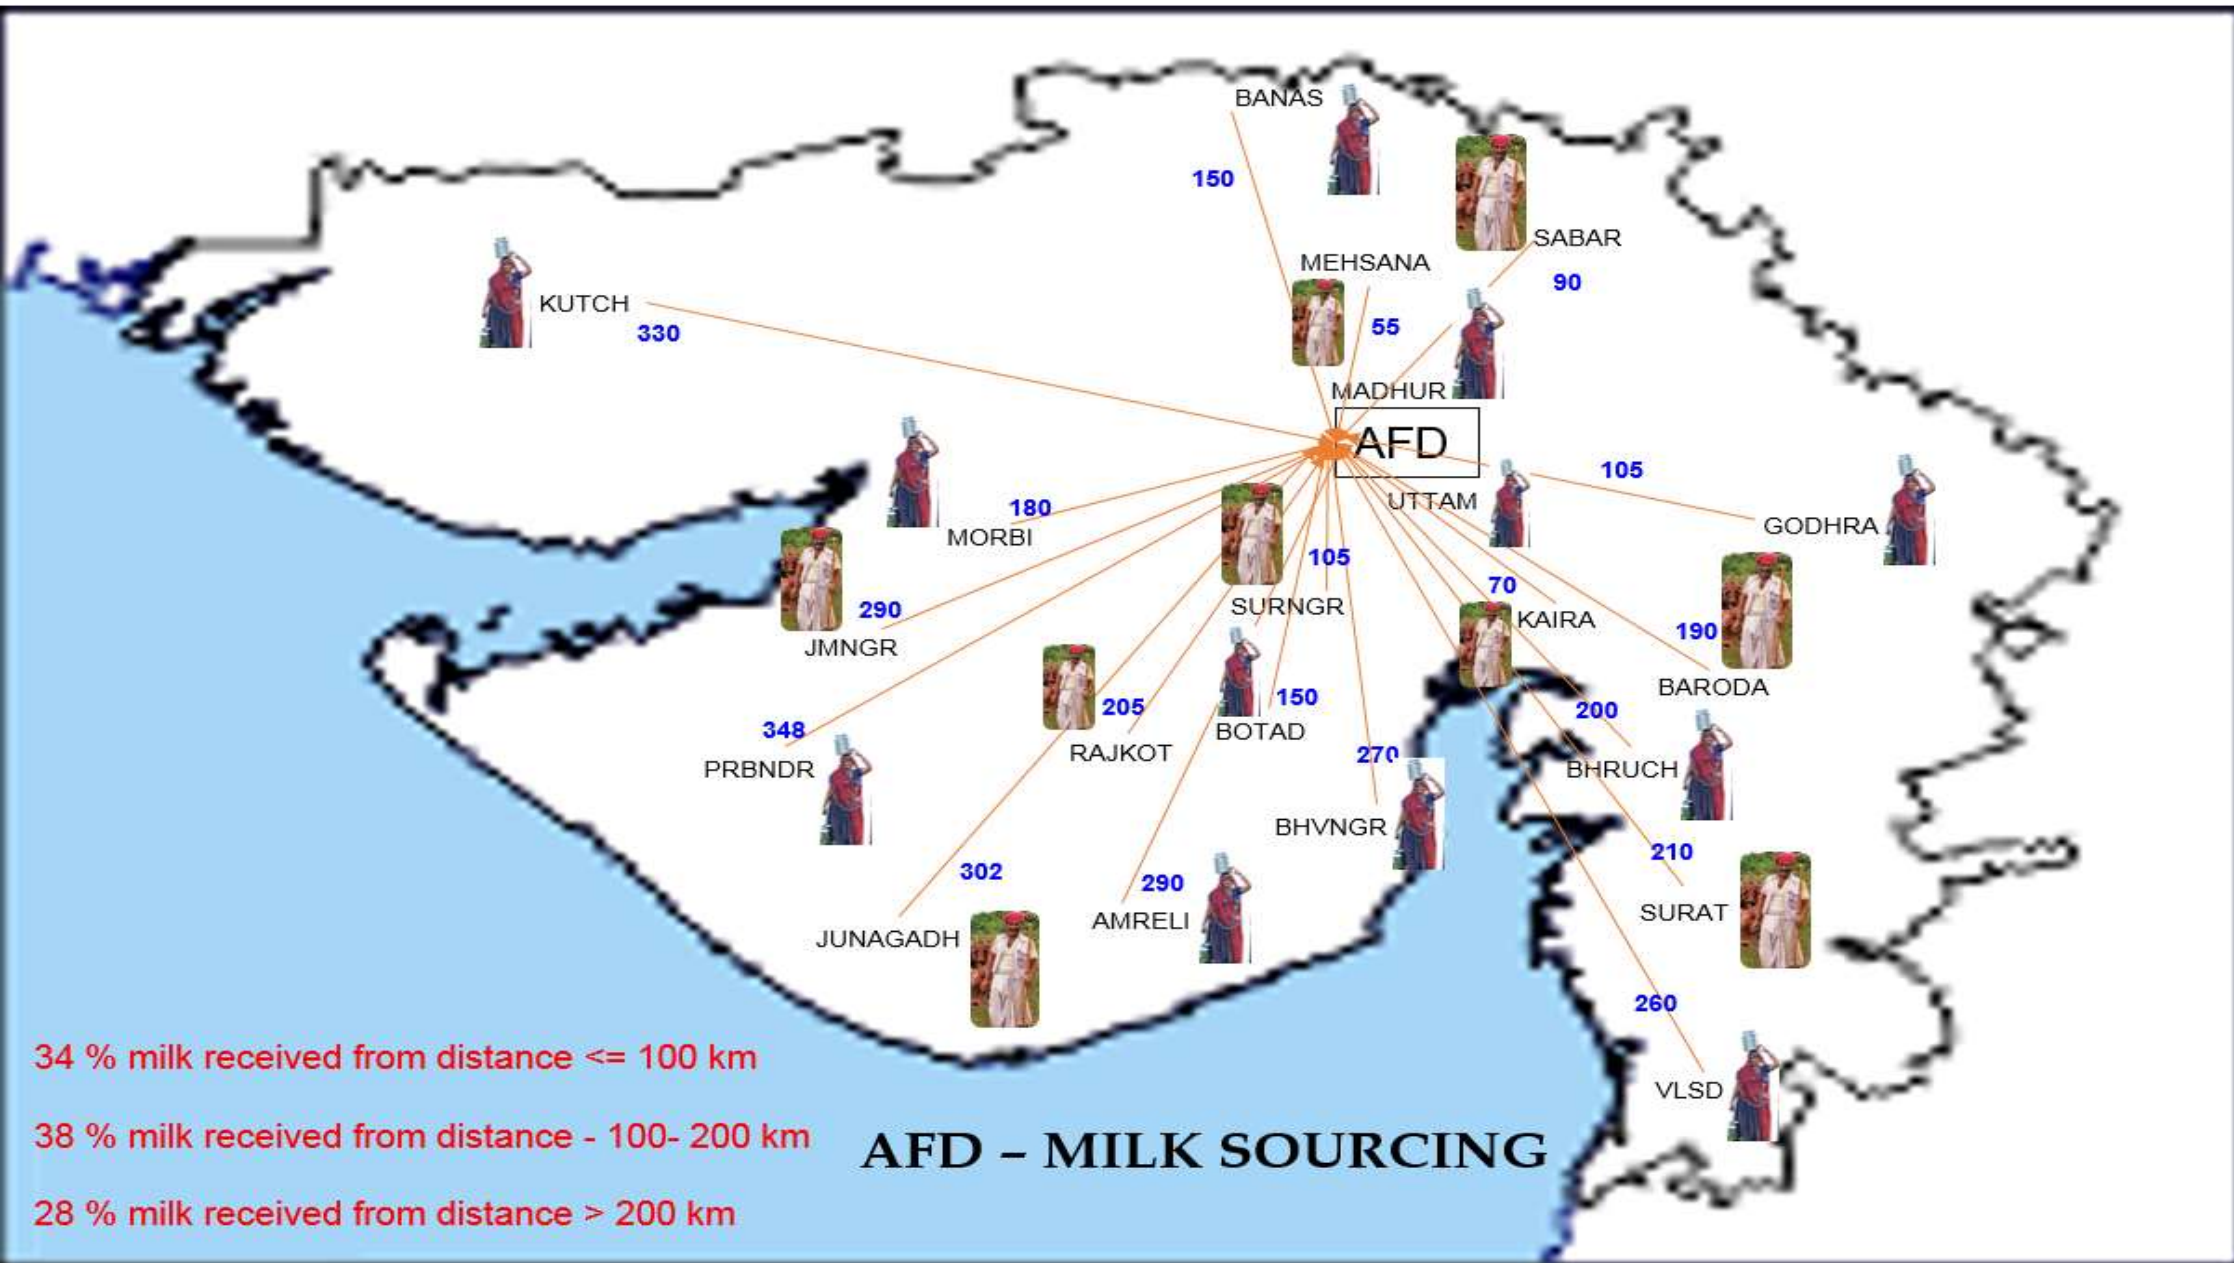 BANAS
150
SABAR
MEHSANA
90
KUTCH
330
55
MADHUR
AFD
105
UTTAM
180
GODHRA
MORBI
105
70
290
SURNGR
KAIRA
JMNGR
190
BARODA
205
150
200
348
BOTAD
PRBNDR
RAJKOT
270
BHRUCH
BHVNGR
210
302
290
SURAT
AMRELI
JUNAGADH
260
34 % milk received from distance <= 100 km
VLSD
38 % milk received from distance - 100- 200 km
AFD – MILK SOURCING
28 % milk received from distance > 200 km